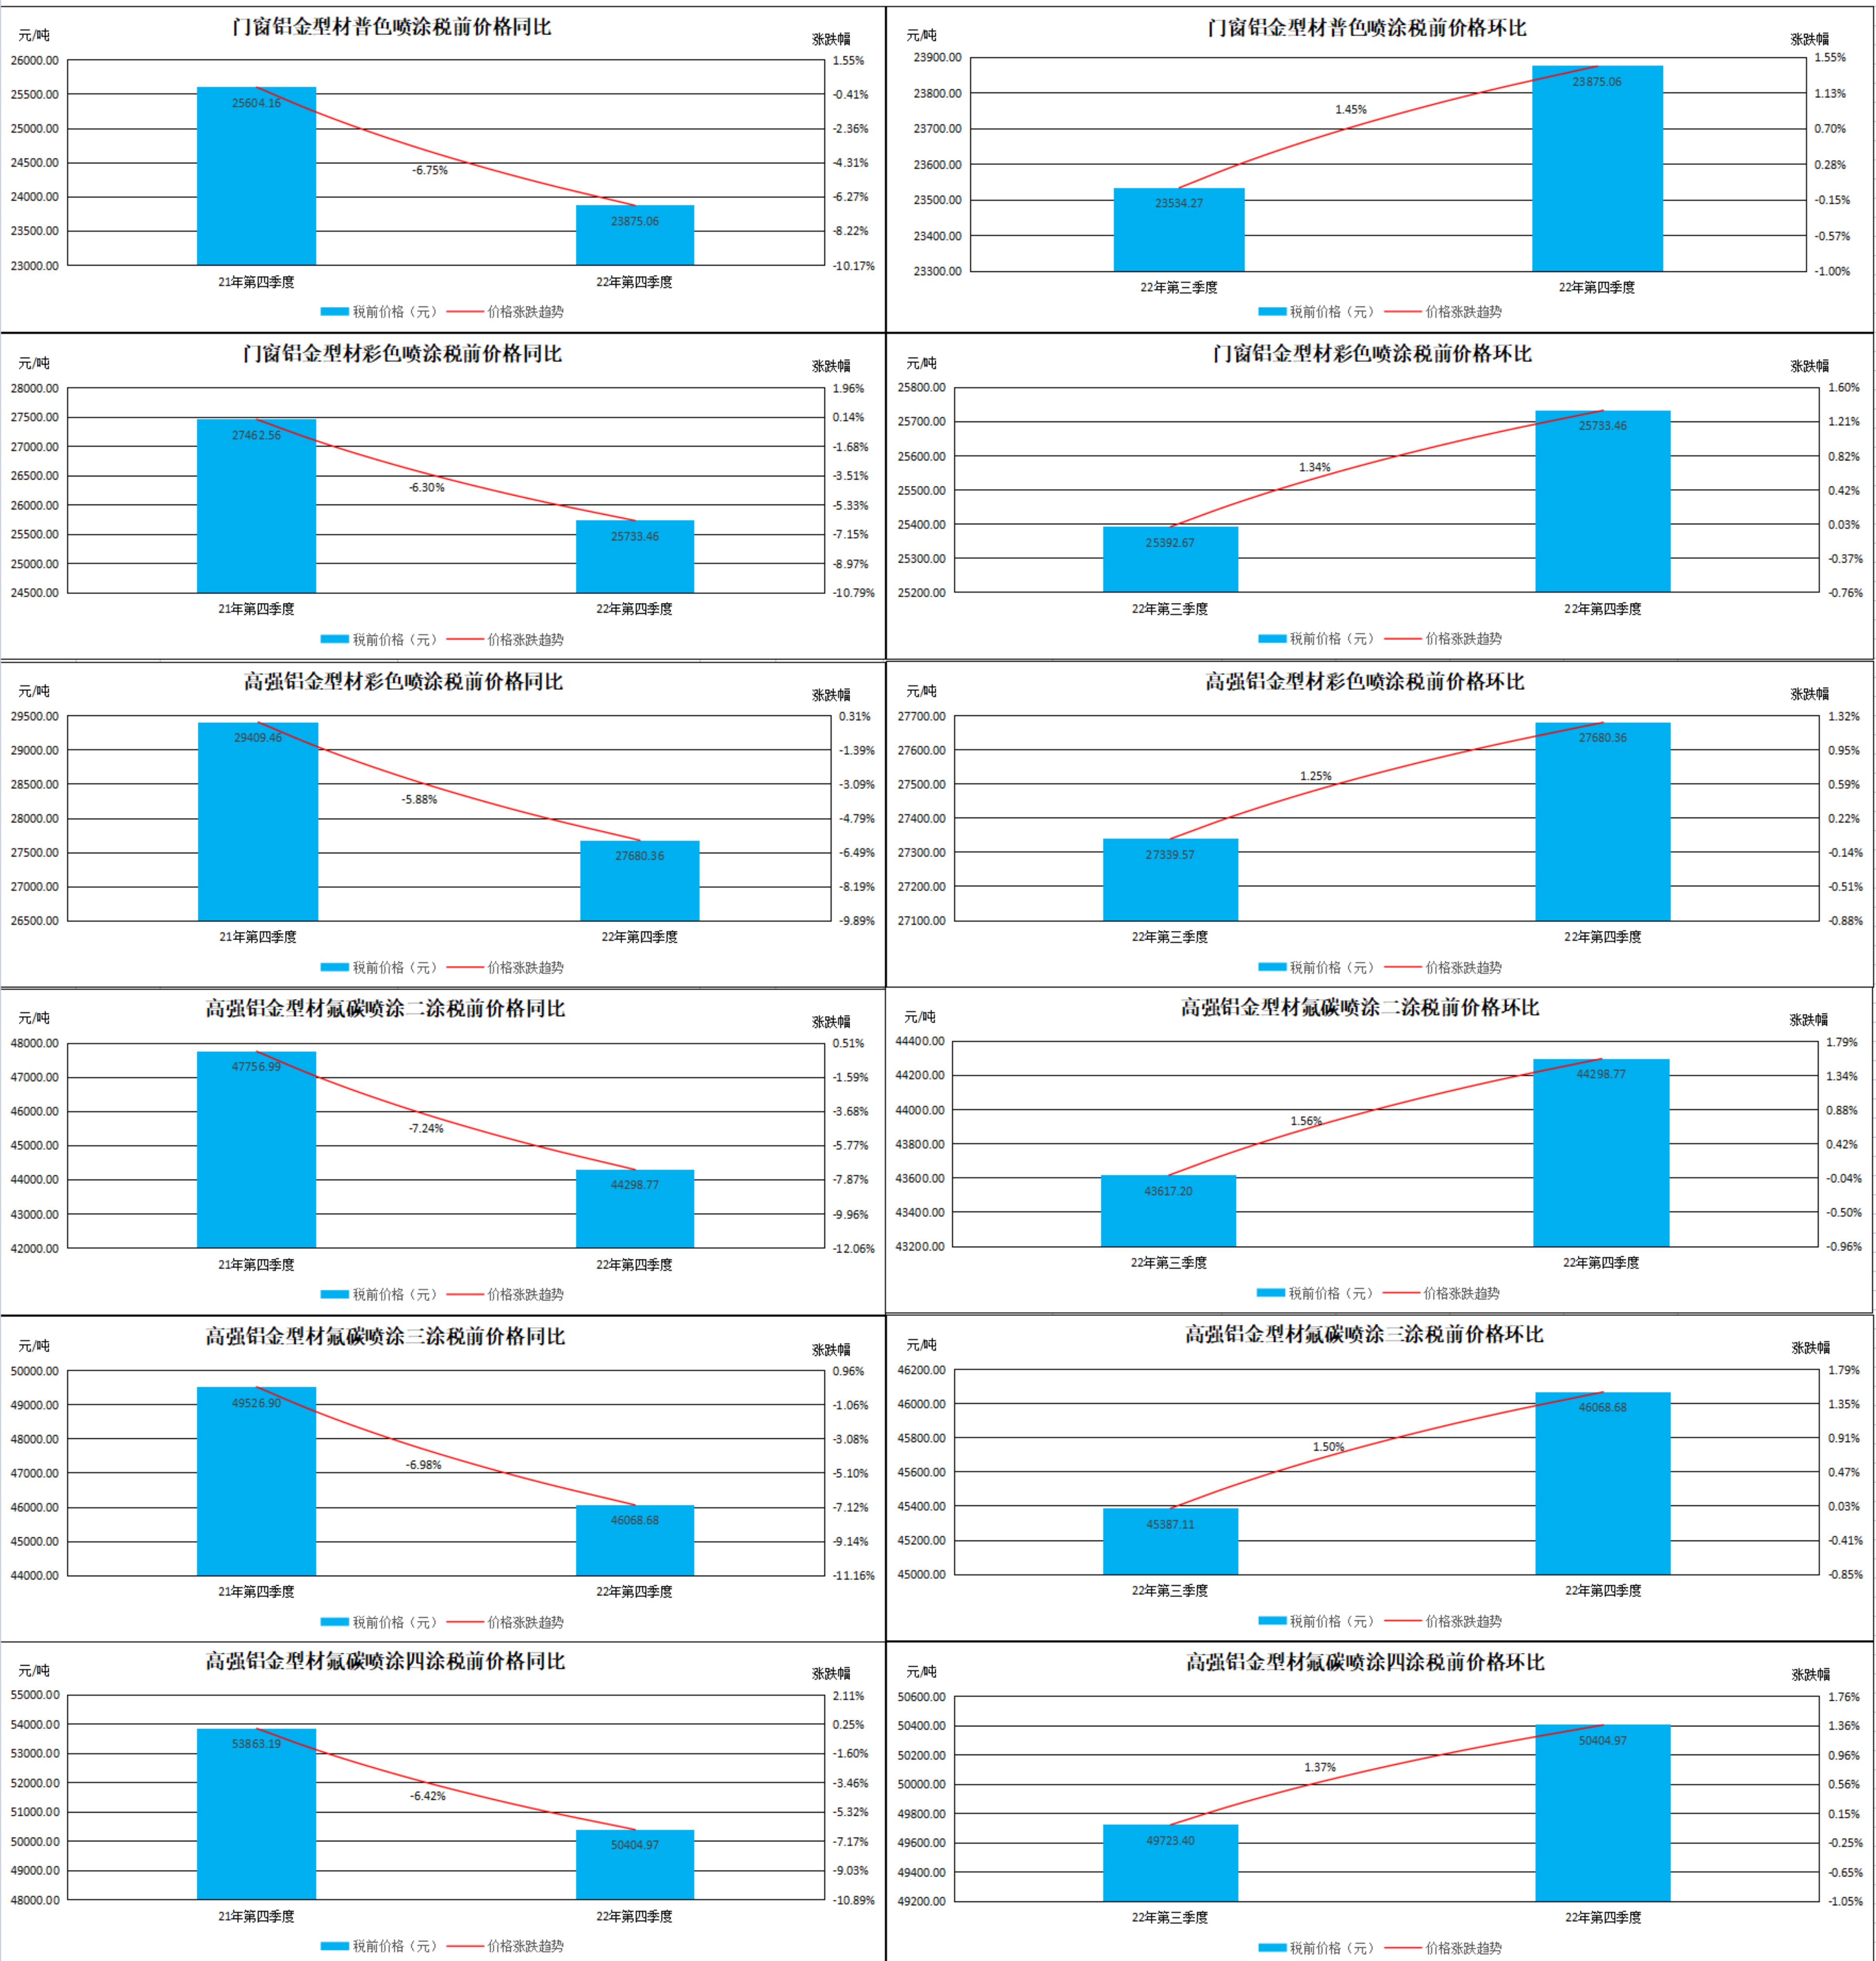 门窗铝金型材普色喷涂税前价格同比
元/吨
涨跌幅
26000.00
1.55%
25500.00
25604.16
-0.41%
25000.00
-2.36%
24500.00
-6.75%
-4.31%
24000.00
-6.27%
23875.06
23500.00
-8.22%
23000.00
-10.17%
21年第四季度
22年第四季度
税前价格（元）
价格涨跌趋势
门窗铝金型材普色喷涂税前价格环比
元/吨
涨跌幅
23900.00
1.55%
23875.06
23800.00
1.45%
1.13%
23700.00
0.70%
23600.00
0.28%
23500.00
23534.27
-0.15%
23400.00
-0.57%
23300.00
-1.00%
22年第三季度
22年第四季度
税前价格（元）
价格涨跌趋势
门窗铝金型材彩色喷涂税前价格同比
元/吨
涨跌幅
28000.00
1.96%
27500.00
0.14%
27462.56
27000.00
-1.68%
26500.00
-6.30%
-3.51%
26000.00
-5.33%
25500.00
25733.46
-7.15%
25000.00
-8.97%
24500.00
-10.79%
21年第四季度
22年第四季度
税前价格（元）
价格涨跌趋势
门窗铝金型材彩色喷涂税前价格环比
元/吨
涨跌幅
25800.00
1.60%
25700.00
25733.46
1.21%
25600.00
1.34%
0.82%
25500.00
0.42%
25400.00
0.03%
25392.67
25300.00
-0.37%
25200.00
-0.76%
22年第三季度
22年第四季度
税前价格（元）
价格涨跌趋势
高强铝金型材彩色喷涂税前价格同比
元/吨
涨跌幅
29500.00
0.31%
29409.46
29000.00
-1.39%
28500.00
-5.88%
-3.09%
28000.00
-4.79%
27500.00
27680.36
-6.49%
27000.00
-8.19%
26500.00
-9.89%
21年第四季度
22年第四季度
税前价格（元）
价格涨跌趋势
高强铝金型材彩色喷涂税前价格环比
元/吨
涨跌幅
27700.00
1.32%
27680.36
27600.00
1.25%
0.95%
27500.00
0.59%
27400.00
0.22%
27300.00
27339.57
-0.14%
27200.00
-0.51%
27100.00
-0.88%
22年第三季度
22年第四季度
税前价格（元）
价格涨跌趋势
高强铝金型材氟碳喷涂二涂税前价格同比
元/吨
涨跌幅
48000.00
0.51%
47756.99
47000.00
-1.59%
46000.00
-7.24%
-3.68%
45000.00
-5.77%
44000.00
44298.77
-7.87%
43000.00
-9.96%
42000.00
-12.06%
21年第四季度
22年第四季度
税前价格（元）
价格涨跌趋势
高强铝金型材氟碳喷涂二涂税前价格环比
元/吨
涨跌幅
44400.00
1.79%
44200.00
44298.77
1.34%
44000.00
1.56%
0.88%
43800.00
0.42%
43600.00
43617.20
-0.04%
43400.00
-0.50%
43200.00
-0.96%
22年第三季度
22年第四季度
税前价格（元）
价格涨跌趋势
高强铝金型材氟碳喷涂三涂税前价格同比
元/吨
涨跌幅
50000.00
0.96%
49000.00
49526.90
-1.06%
48000.00
-3.08%
47000.00
-6.98%
-5.10%
46000.00
-7.12%
46068.68
45000.00
-9.14%
44000.00
-11.16%
21年第四季度
22年第四季度
税前价格（元）
价格涨跌趋势
高强铝金型材氟碳喷涂三涂税前价格环比
元/吨
涨跌幅
46200.00
1.79%
46000.00
46068.68
1.35%
45800.00
1.50%
0.91%
45600.00
0.47%
45400.00
0.03%
45387.11
45200.00
-0.41%
45000.00
-0.85%
22年第三季度
22年第四季度
税前价格（元）
价格涨跌趋势
高强铝金型材氟碳喷涂四涂税前价格同比
元/吨
涨跌幅
55000.00
2.11%
54000.00
0.25%
53863.19
53000.00
-1.60%
52000.00
-6.42%
-3.46%
51000.00
-5.32%
50000.00
50404.97
-7.17%
49000.00
-9.03%
48000.00
-10.89%
21年第四季度
22年第四季度
税前价格（元）
价格涨跌趋势
高强铝金型材氟碳喷涂四涂税前价格环比
元/吨
涨跌幅
50600.00
1.76%
50400.00
1.36%
50404.97
50200.00
1.37%
0.96%
50000.00
0.56%
49800.00
0.15%
49600.00
49723.40
-0.25%
49400.00
-0.65%
49200.00
-1.05%
22年第三季度
22年第四季度
税前价格（元）
价格涨跌趋势